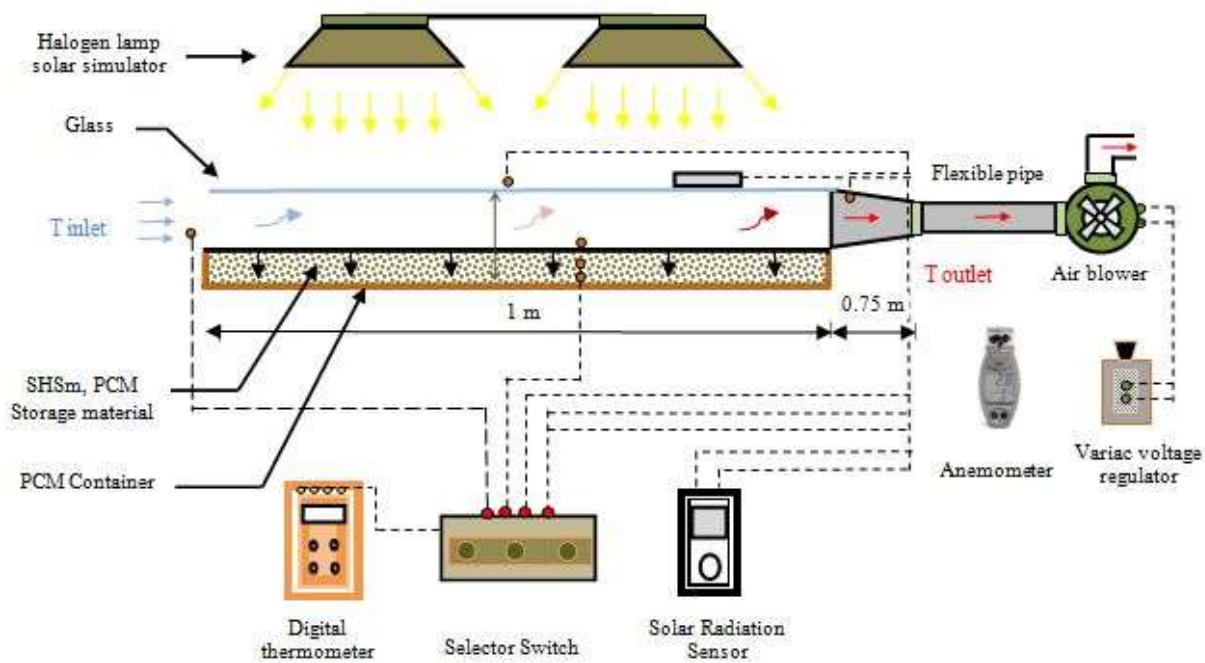 Halogen lamp
solar simulator
Glass
Flexible pipe
T inlet
T outlet
Air blower
1 m
0.75 m
SHSm, PCM
Storage material
PCM Container
Anemometer
Variac voltage
regulator
Digital
thermometer
Selector Switch
Solar Radiation
Sensor